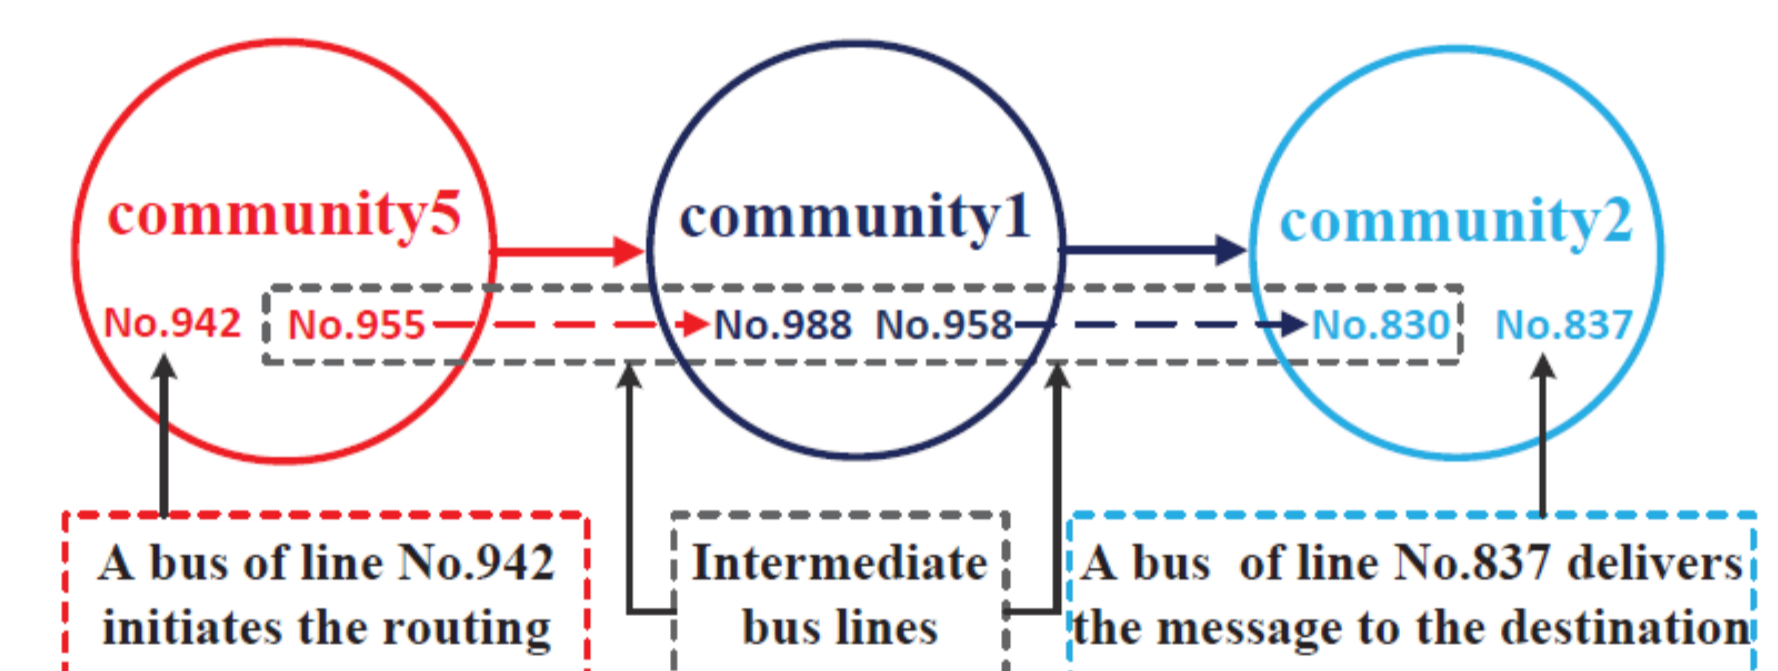 community5
community1
community2
No.942 No.955 No.988 No.958 No.830 No.837
A bus of line No.942
initiates the routing
Intermediate
bus lines
A bus of line No.837 delivers
the message to the destination